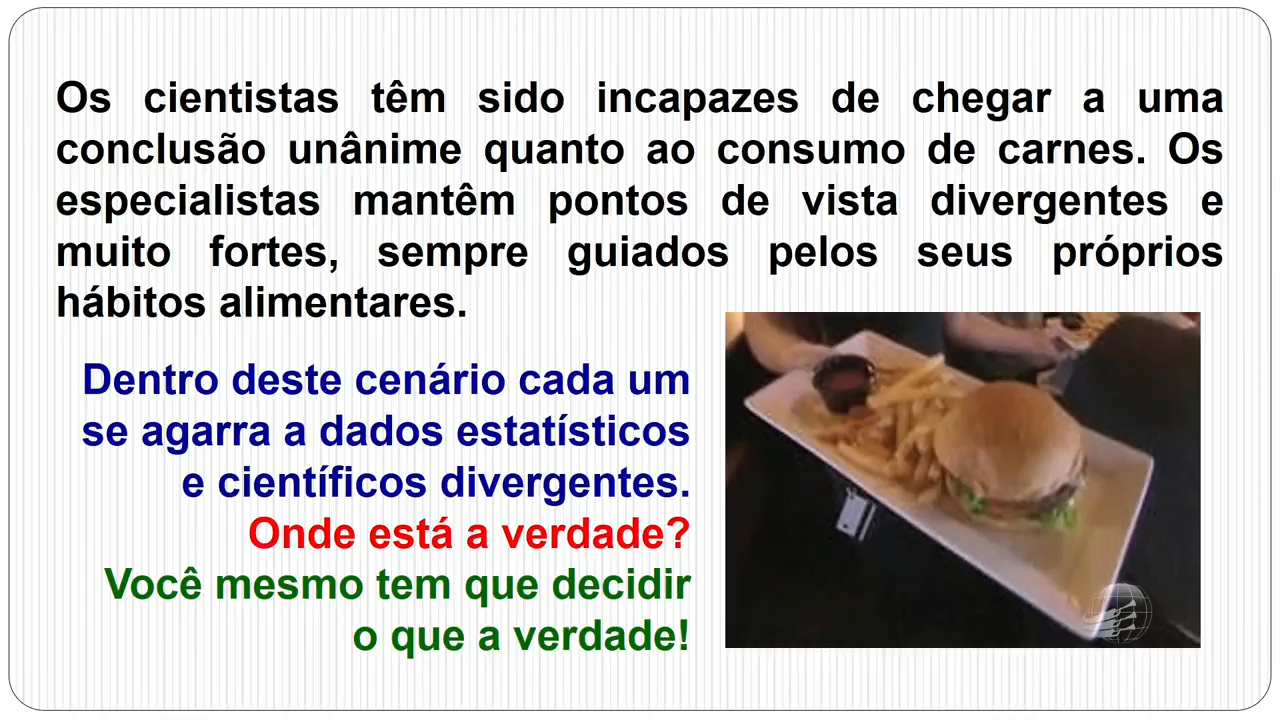 Os cientistas têm sido incapazes de chegar a uma
conclusão unânime quanto ao consumo de carnes. Os
especialistas mantêm pontos de vista divergentes e
muito fortes, sempre guiados pelos seus próprios
hábitos alimentares.
Dentro deste cenário cada um
se agarra a dados estatísticos
e científicos divergentes.
Onde está a verdade?
Você mesmo tem que decidir
o que a verdade!